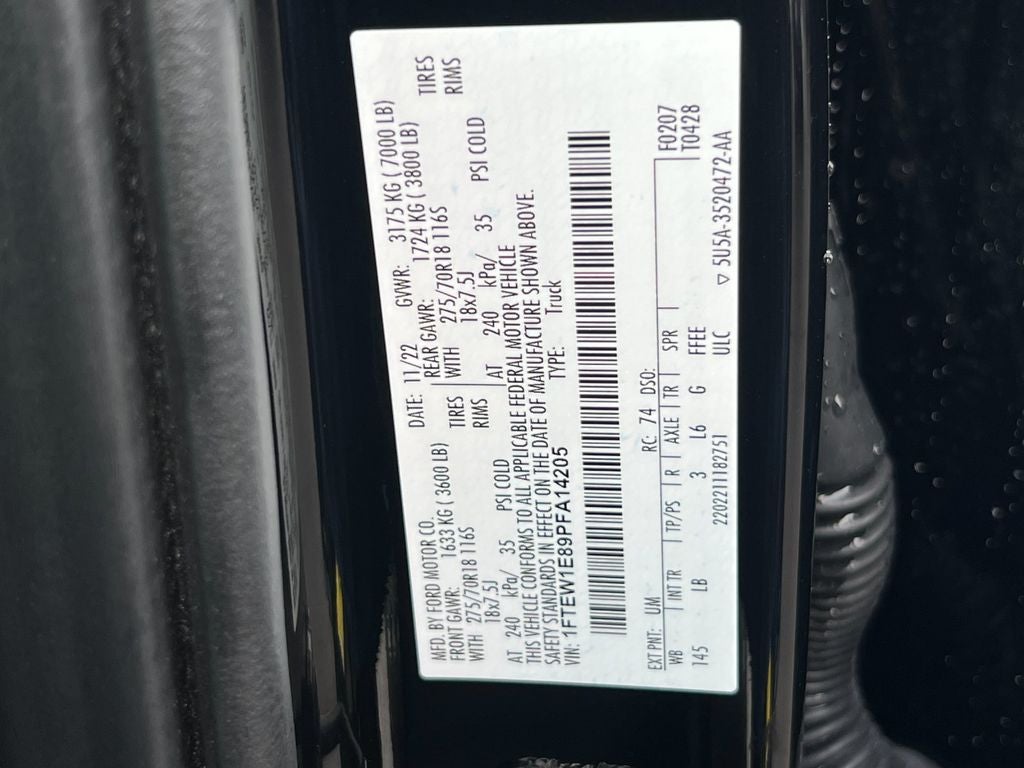 MFD. BY FORD MOTOR CO.
DATE: 11/22 GVWR: 3175 KG ( 7000 LB)
FRONT GAWR: 1633 KG ( 3600 LB)
REAR GAWR: 1724 KG ( 3800 LB)
WITH 275/70R18 116S TIRES
WITH 275/70R18 116S TIRES
18x7.5J RIMS
18x7.5J RIMS
AT 240 kPa/ 35 PSI COLD
AT 240 kPa/ 35 PSI COLD
THIS VEHICLE CONFORMS TO ALL APPLICABLE FEDERAL MOTOR VEHICLE
SAFETY STANDARDS IN EFFECT ON THE DATE OF MANUFACTURE SHOWN ABOVE.
VIN: 1FTEW1E89PFA14205 TYPE: Truck
EXT PNT: UM RC: 74 DSO:
F0207
WB INT TR TP/PS R AXLE TR SPR
T0428
145 LB 3 L6 G FFEE
2202211182751 ULC ▽ 5U5A-3520472-AA